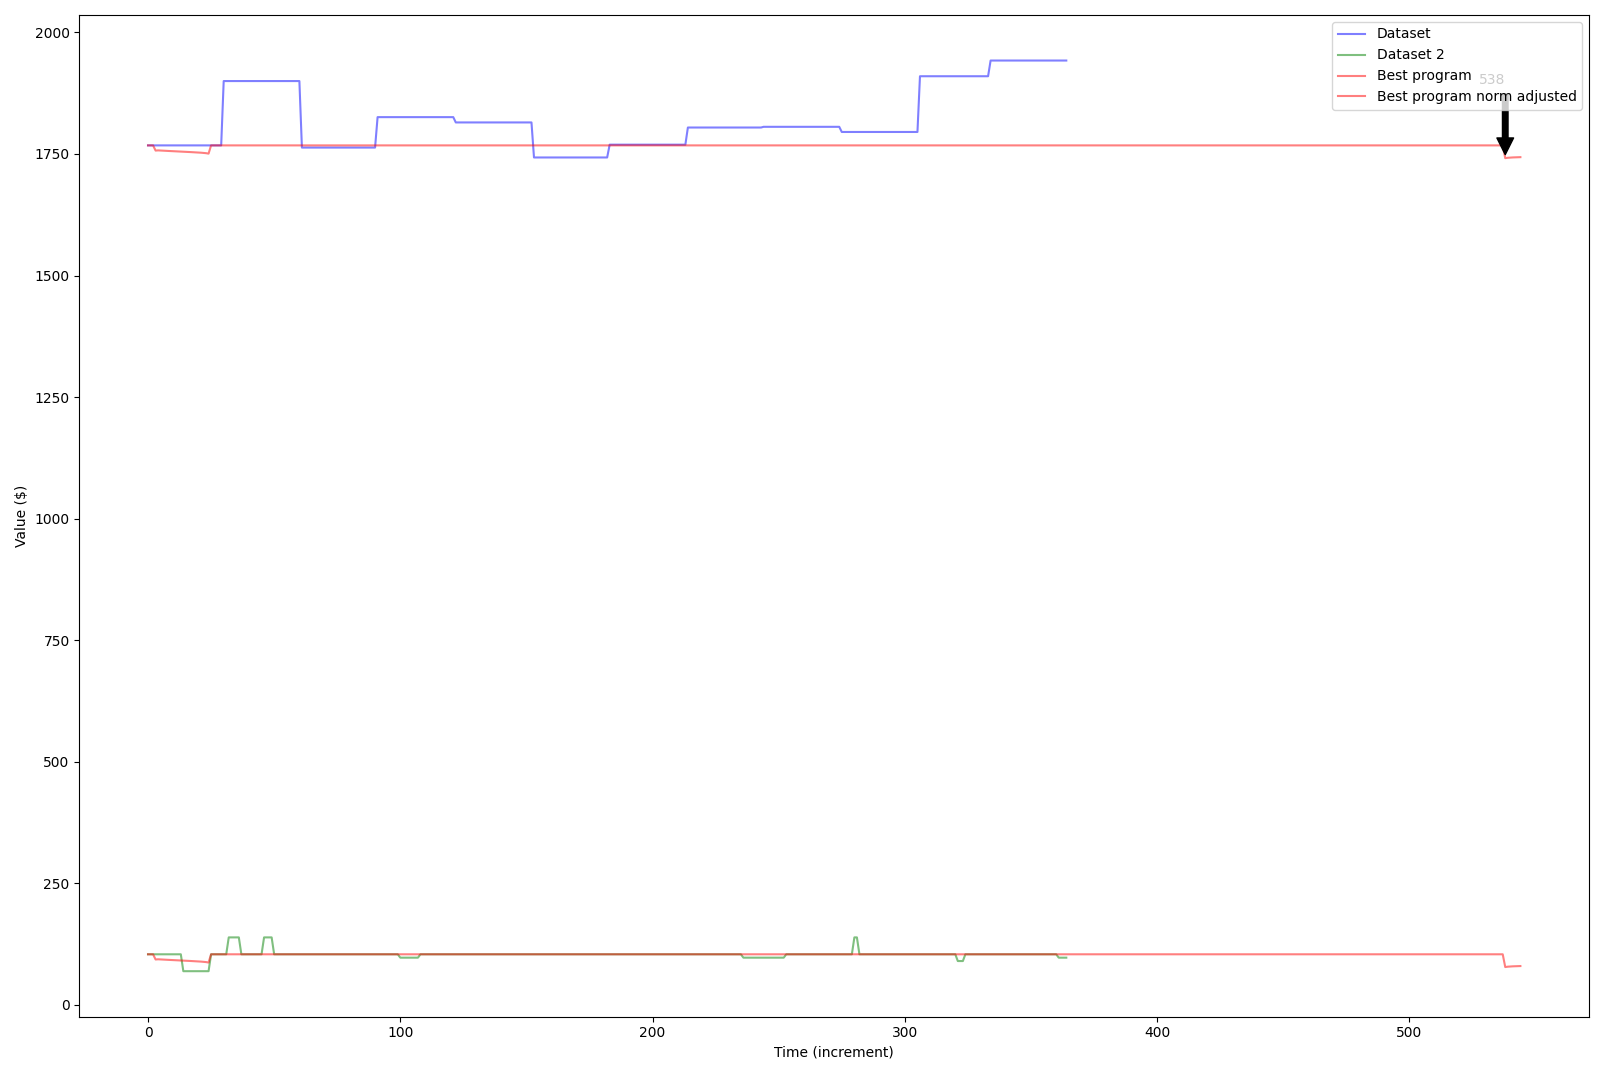 2000
1750
1500
1250
1000
750
500
250
0
Value ($)
0 100 200 300 400 500
Time (increment)
Dataset
Dataset 2
Best program
538
Best program norm adjusted